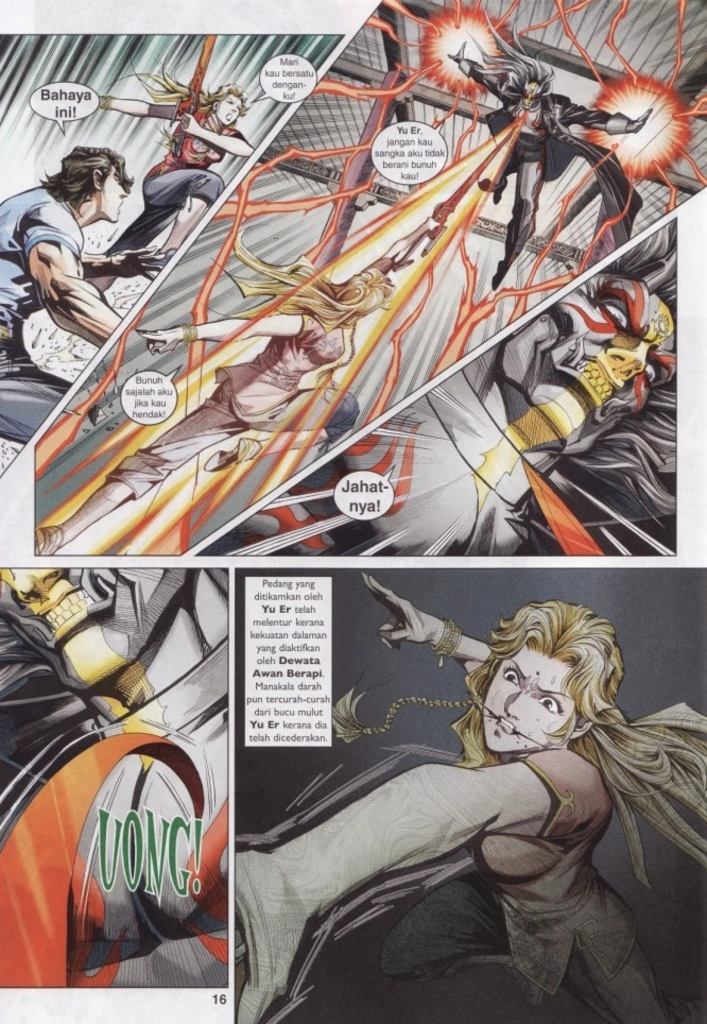 Bahaya
ini!
Mari
kau bersatu
dengan-
ku!
Yu Er,
jangan kau
sangka aku tidak
berani bunuh
kau!
Bunuh
sajalah aku
jika kau
hendak!
Jahat-
nya!
UONG!
Pedang yang
ditikamkan oleh
Yu Er telah
melentur kerana
kekuatan dalaman
yang diaktifkan
oleh Dewata
Awan Berapi.
Manakala darah
pun tercurah-curah
dari bucu mulut
Yu Er kerana dia
telah dicederakan.
16